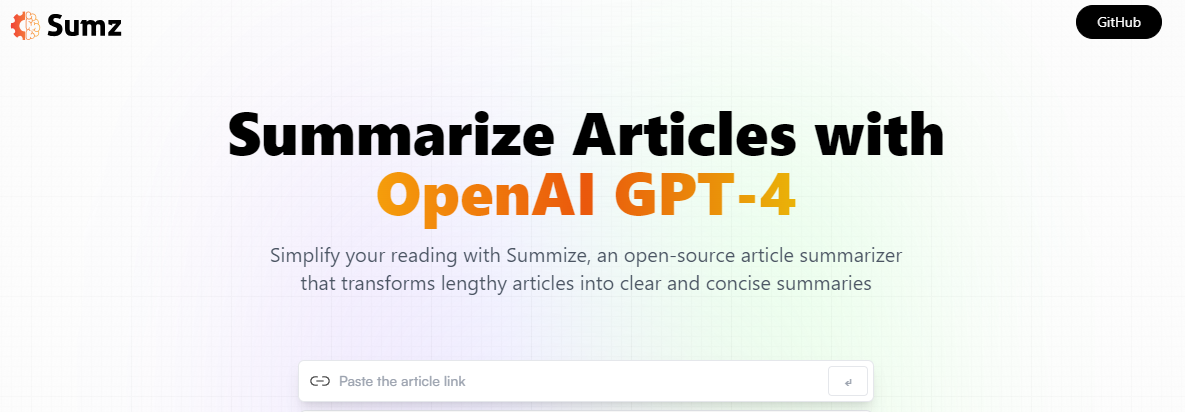 Sumz
GitHub
Summarize Articles with
OpenAI GPT-4
Simplify your reading with Summize, an open-source article summarizer
that transforms lengthy articles into clear and concise summaries
Paste the article link
↵